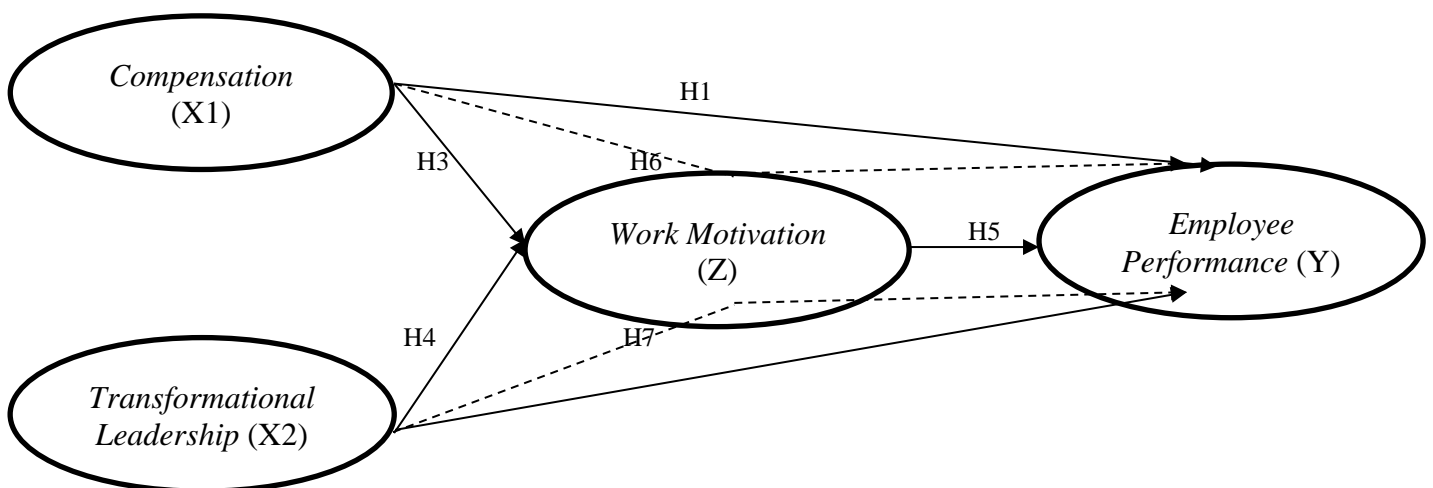 Compensation
(X1)
H1
H3
H6
Work Motivation
(Z)
H5
Employee
Performance (Y)
H4
H7
Transformational
Leadership (X2)